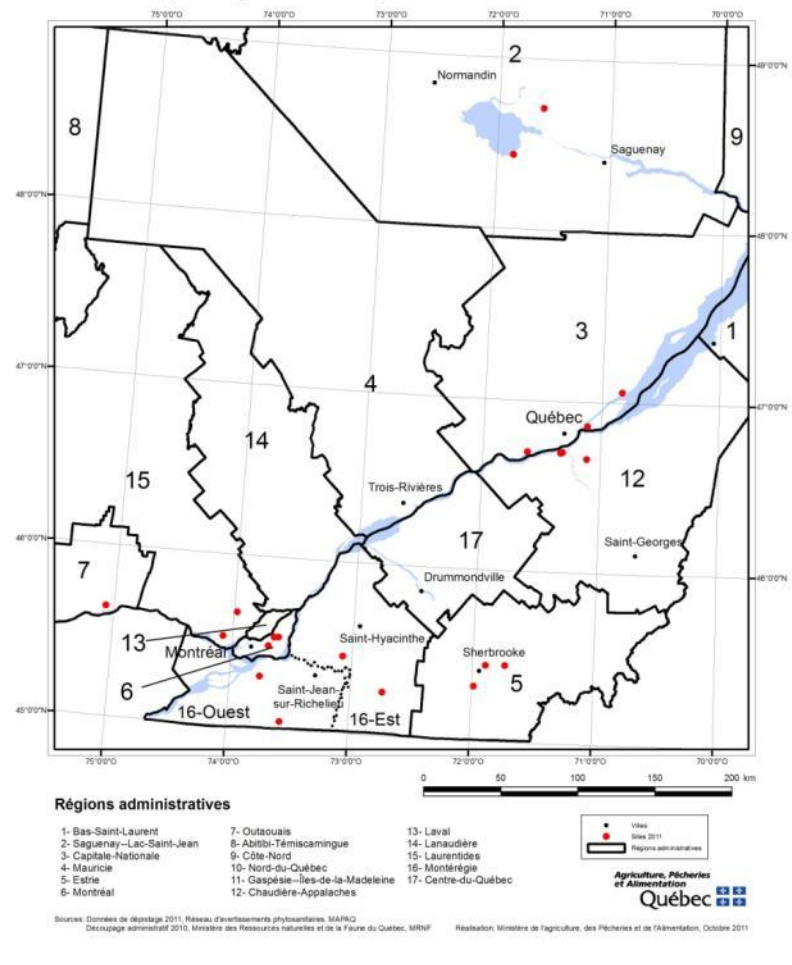 75°0'0"O 74°0'0"O 73°0'0"O 72°0'0"O 71°0'0"O 70°0'0"O
2
Normandin
49°0'0"N
8
9
Saguenay
48°0'0"N
48°0'0"N
3
1
47°0'0"N
4
47°0'0"N
Québec
14
15
12
Trois-Rivières
46°0'0"N
17
Saint-Georges
7
Drummondville
46°0'0"N
13
Saint-Hyacinthe
Montréal
Sherbrooke
6
Saint-Jean-
sur-Richelieu
5
45°0'0"N
16-Ouest
16-Est
75°0'0"O 74°0'0"O 73°0'0"O 72°0'0"O 71°0'0"O 70°0'0"O
0 50 100 150 200 km
Régions administratives
1- Bas-Saint-Laurent
2- Saguenay--Lac-Saint-Jean
3- Capitale-Nationale
4- Mauricie
5- Estrie
6- Montréal
7- Outaouais
8- Abitibi-Témiscamingue
9- Côte-Nord
10- Nord-du-Québec
11- Gaspésie--Îles-de-la-Madeleine
12- Chaudière-Appalaches
13- Laval
14- Lanaudière
15- Laurentides
16- Montérégie
17- Centre-du-Québec
Villes
Sites 2011
Régions administratives
Agriculture, Pêcheries
et Alimentation
Québec
Sources: Données de dépistage 2011, Réseau d'avertissements phytosanitaires, MAPAQ
Découpage administratif 2010, Ministère des Ressources naturelles et de la Faune du Québec, MRNF
Réalisation: Ministère de l'agriculture, des Pêcheries et de l'Alimentation, Octobre 2011